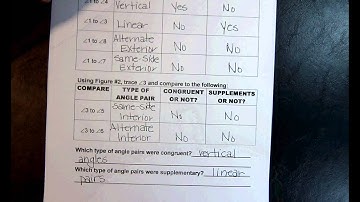 ∠1 to ∠4 Vertical Yes No
∠1 to ∠3 Linear No Yes
∠1 to ∠8 Alternate Exterior No No
∠1 to ∠7 Same-Side Exterior No No
Using Figure #2, trace ∠3 and compare to the following:
COMPARE TYPE OF ANGLE PAIR CONGRUENT OR NOT? SUPPLEMENTS OR NOT?
∠3 to ∠5 Same-Side Interior No No
∠3 to ∠6 Alternate Interior No No
Which type of angle pairs were congruent? vertical
angles
Which type of angle pairs were supplementary? linear
pairs